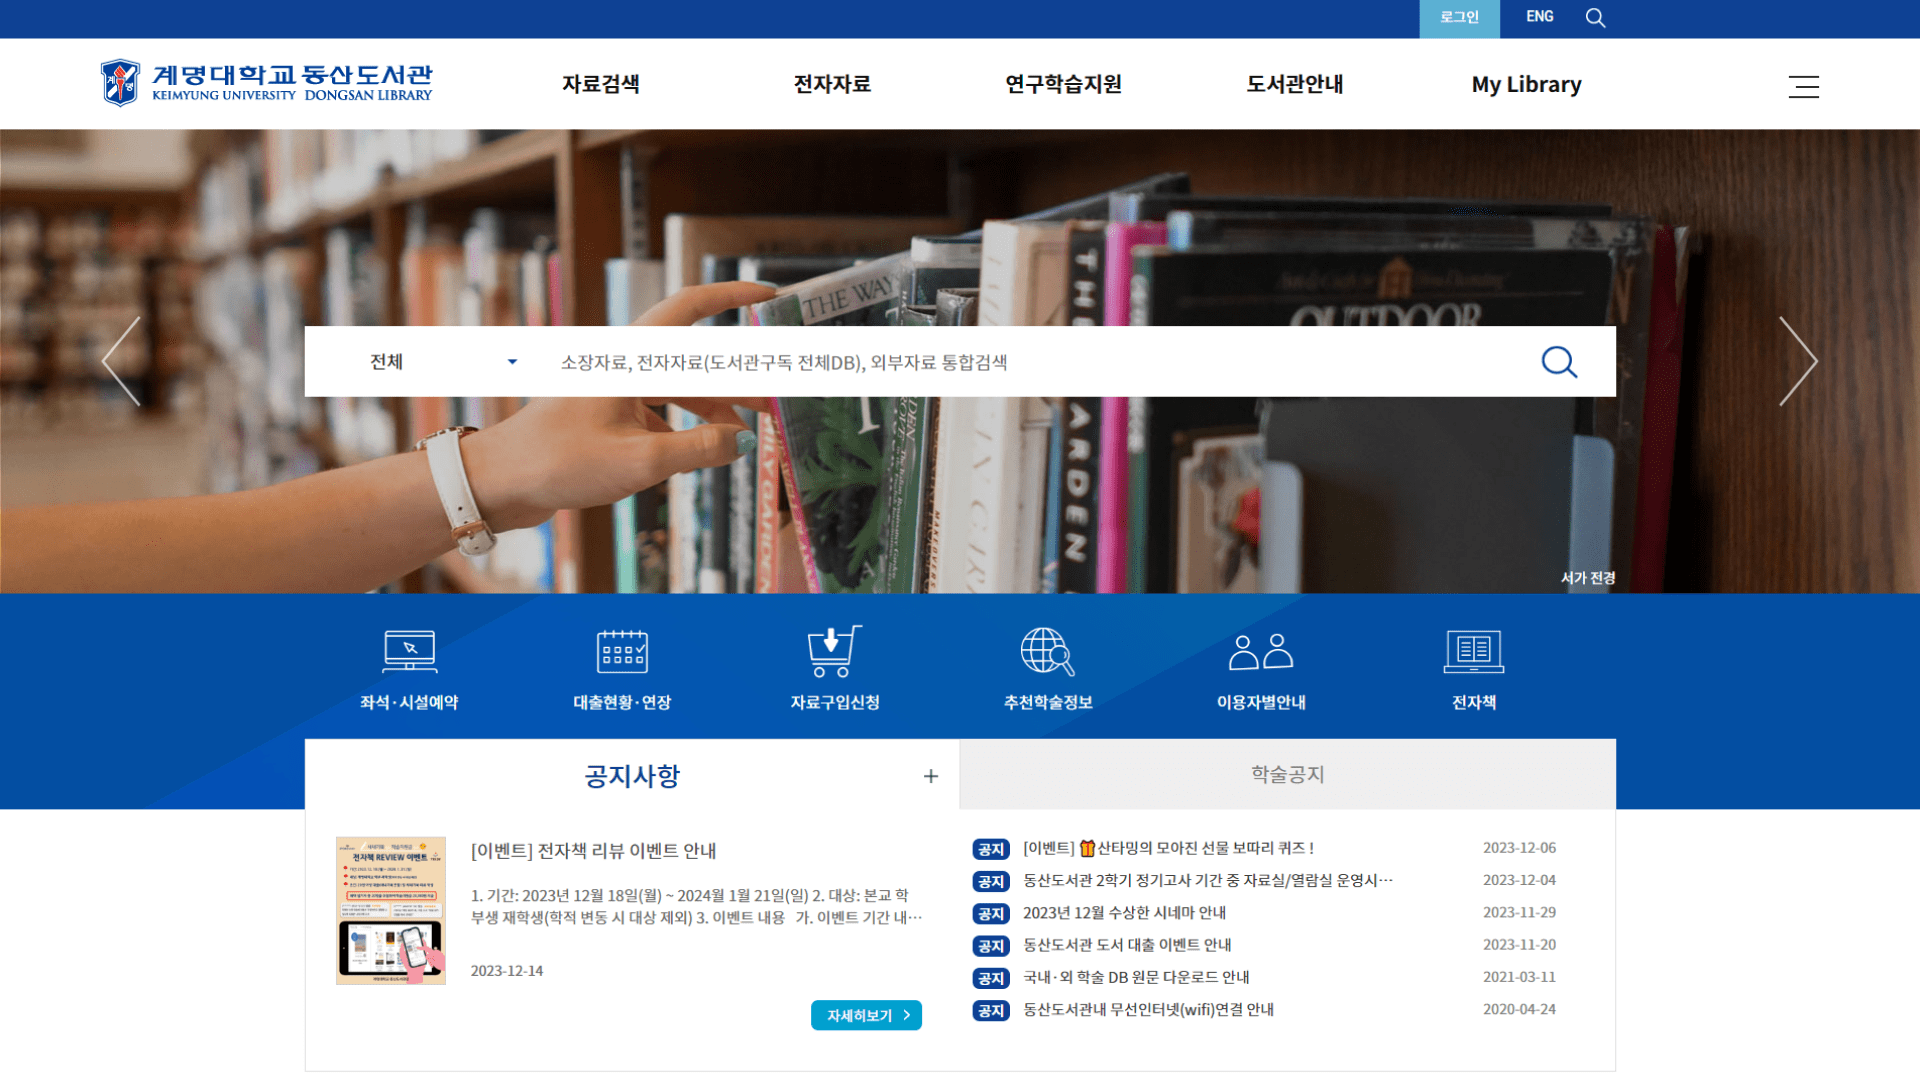 로그인
ENG
계명대학교 동산도서관
KEIMYUNG UNIVERSITY DONGSAN LIBRARY
자료검색
전자자료
연구학습지원
도서관안내
My Library
THE WAY
OUTDOOR
전체
소장자료, 전자자료(도서관구독 전체DB), 외부자료 통합검색
THE GARDEN
서가 전경
좌석·시설예약
대출현황·연장
자료구입신청
추천학술정보
이용자별안내
전자책
공지사항
+
학술공지
전자책 REVIEW 이벤트
[이벤트] 전자책 리뷰 이벤트 안내
1. 기간: 2023년 12월 18일(월) ~ 2024년 1월 21일(일) 2. 대상: 본교 학
부생 재학생(학적 변동 시 대상 제외) 3. 이벤트 내용 가. 이벤트 기간 내…
2023-12-14
자세히보기
공지 [이벤트] 🎁산타밍의 모아진 선물 보따리 퀴즈 ! 2023-12-06
공지 동산도서관 2학기 정기고사 기간 중 자료실/열람실 운영시… 2023-12-04
공지 2023년 12월 수상한 시네마 안내 2023-11-29
공지 동산도서관 도서 대출 이벤트 안내 2023-11-20
공지 국내·외 학술 DB 원문 다운로드 안내 2021-03-11
공지 동산도서관내 무선인터넷(wifi)연결 안내 2020-04-24